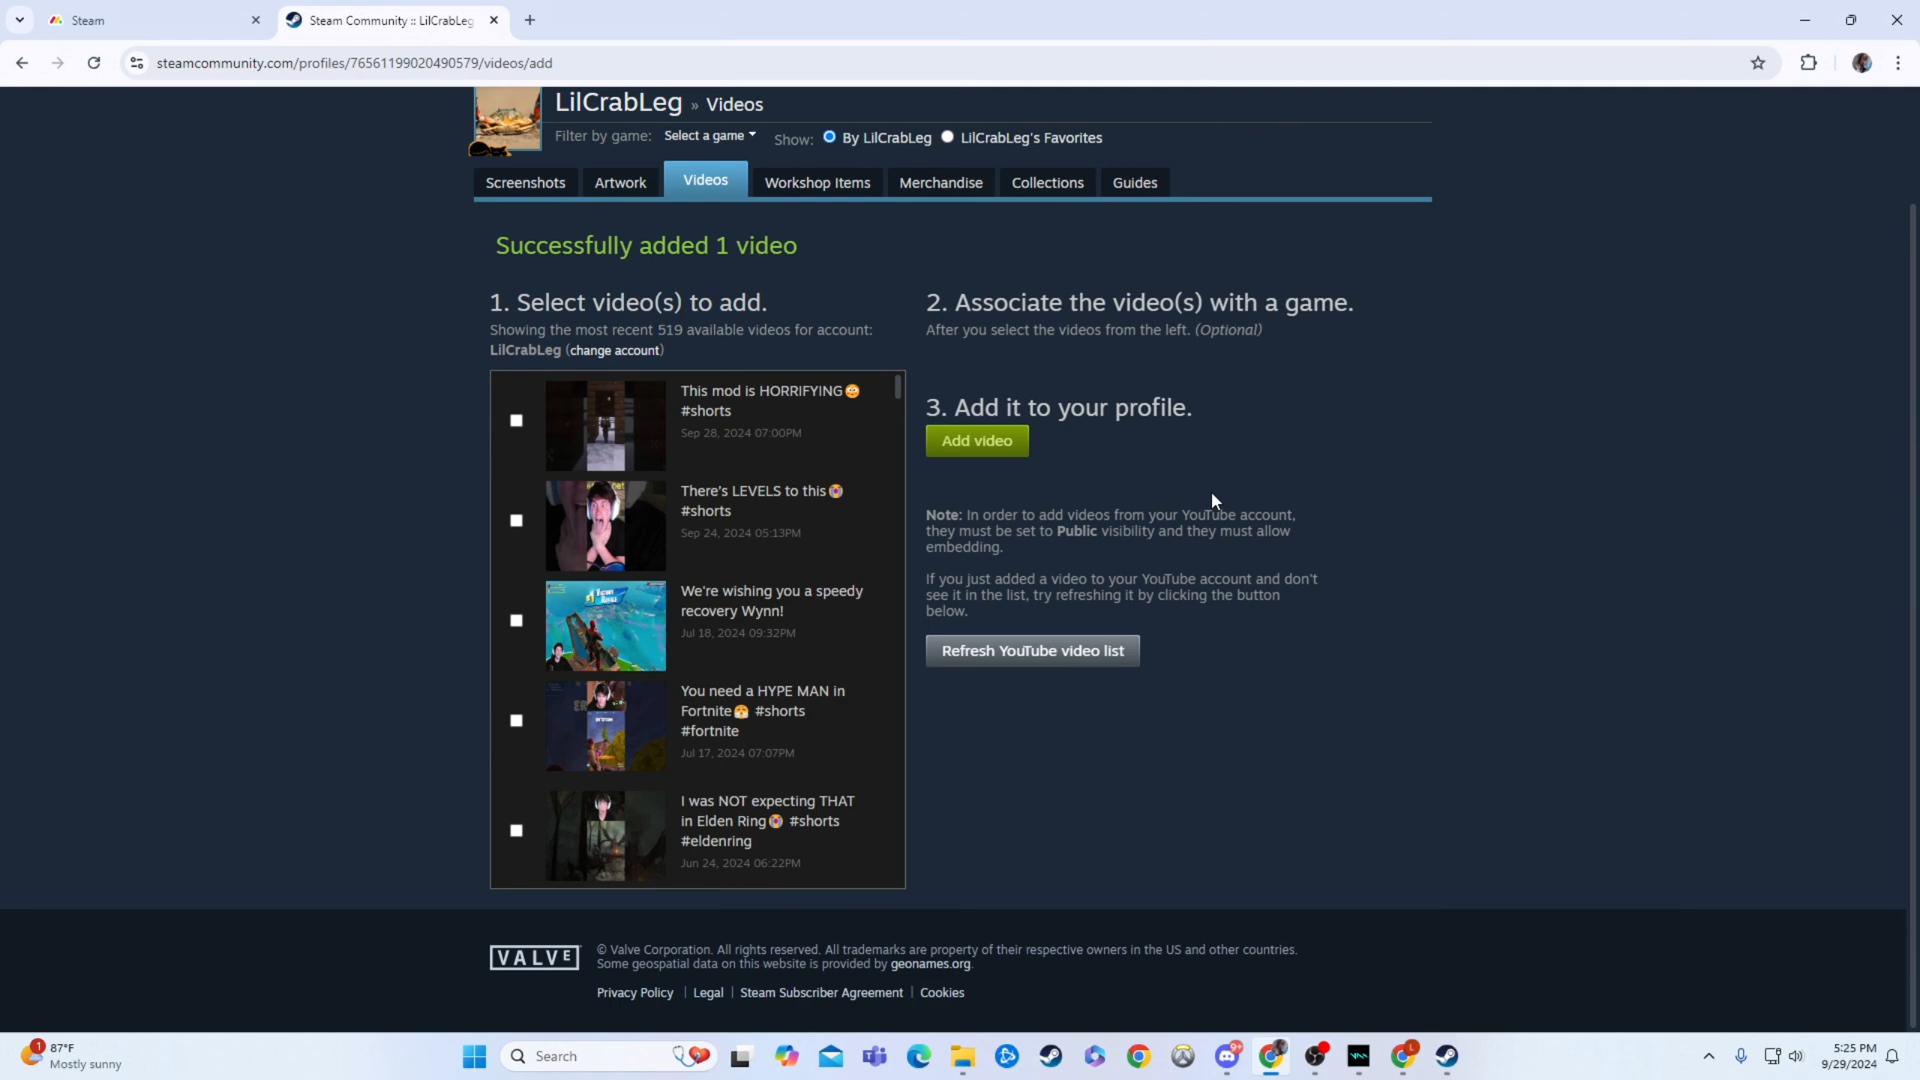 Steam
Steam Community :: LilCrabLeg
steamcommunity.com/profiles/76561199020490579/videos/add
LilCrabLeg » Videos
Filter by game: Select a game Show: By LilCrabLeg LilCrabLeg's Favorites
Screenshots Artwork Videos Workshop Items Merchandise Collections Guides
Successfully added 1 video
1. Select video(s) to add.
Showing the most recent 519 available videos for account:
LilCrabLeg (change account)
This mod is HORRIFYING😳
#shorts
Sep 28, 2024 07:00PM
There's LEVELS to this😭
#shorts
Sep 24, 2024 05:13PM
We're wishing you a speedy
recovery Wynn!
Jul 18, 2024 09:32PM
You need a HYPE MAN in
Fortnite😤 #shorts
#fortnite
Jul 17, 2024 07:07PM
I was NOT expecting THAT
in Elden Ring😭 #shorts
#eldenring
Jun 24, 2024 06:22PM
2. Associate the video(s) with a game.
After you select the videos from the left. (Optional)
3. Add it to your profile.
Add video
Note: In order to add videos from your YouTube account,
they must be set to Public visibility and they must allow
embedding.
If you just added a video to your YouTube account and don't
see it in the list, try refreshing it by clicking the button
below.
Refresh YouTube video list
VALVE
© Valve Corporation. All rights reserved. All trademarks are property of their respective owners in the US and other countries.
Some geospatial data on this website is provided by geonames.org.
Privacy Policy | Legal | Steam Subscriber Agreement | Cookies
1
87°F
Mostly sunny
Search
5:25 PM
9/29/2024